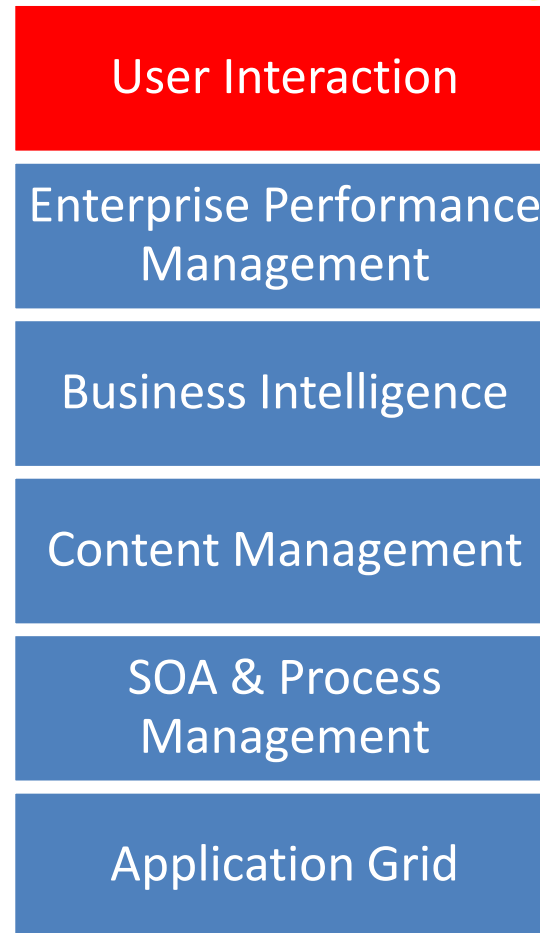 User Interaction
Enterprise Performance
Management
Business Intelligence
Content Management
SOA & Process
Management
Application Grid